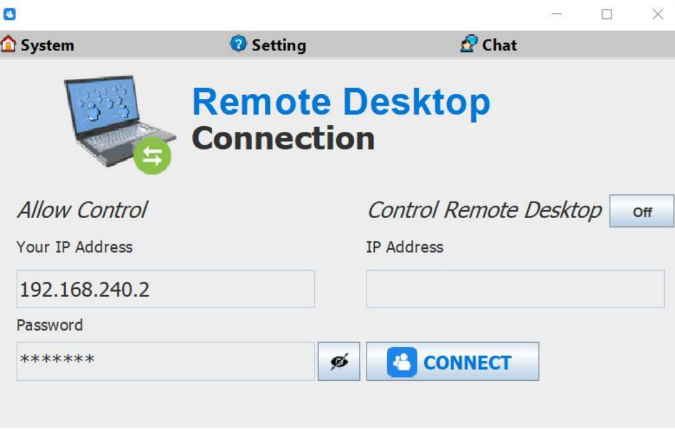 System Setting Chat
Remote Desktop
Connection
Allow Control
Control Remote Desktop Off
Your IP Address
IP Address
192.168.240.2
Password
*******
CONNECT